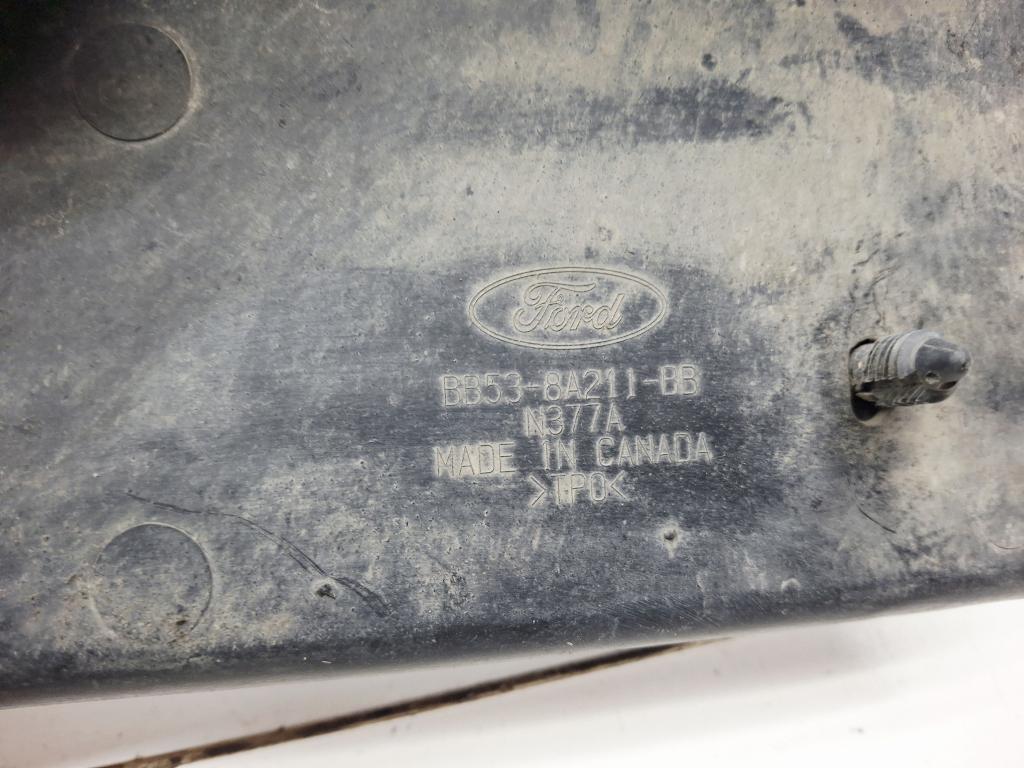 Ford
BB53-8A211-BB
N377A
MADE IN CANADA
>TPO<